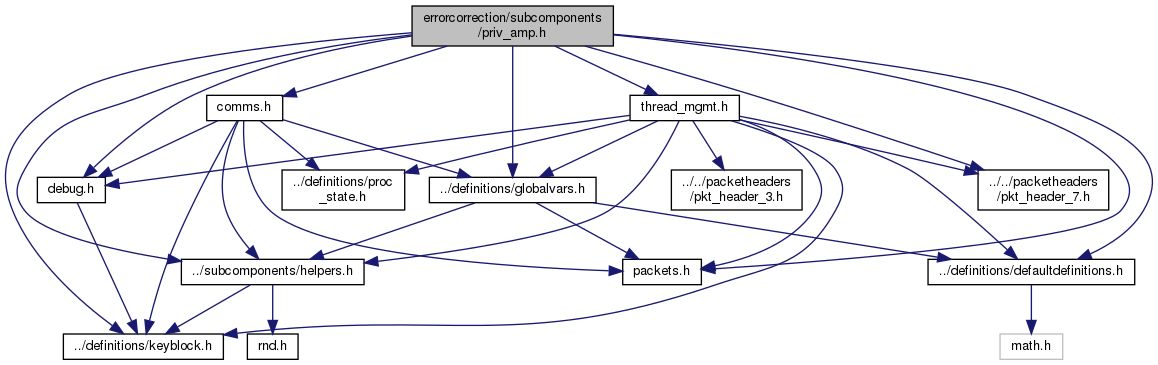 errorcorrection/subcomponents
/priv_amp.h
comms.h
thread_mgmt.h
debug.h
../definitions/proc
_state.h
../definitions/globalvars.h
../../packetheaders
/pkt_header_3.h
../../packetheaders
/pkt_header_7.h
../subcomponents/helpers.h
packets.h
../definitions/defaultdefinitions.h
../definitions/keyblock.h
rnd.h
math.h